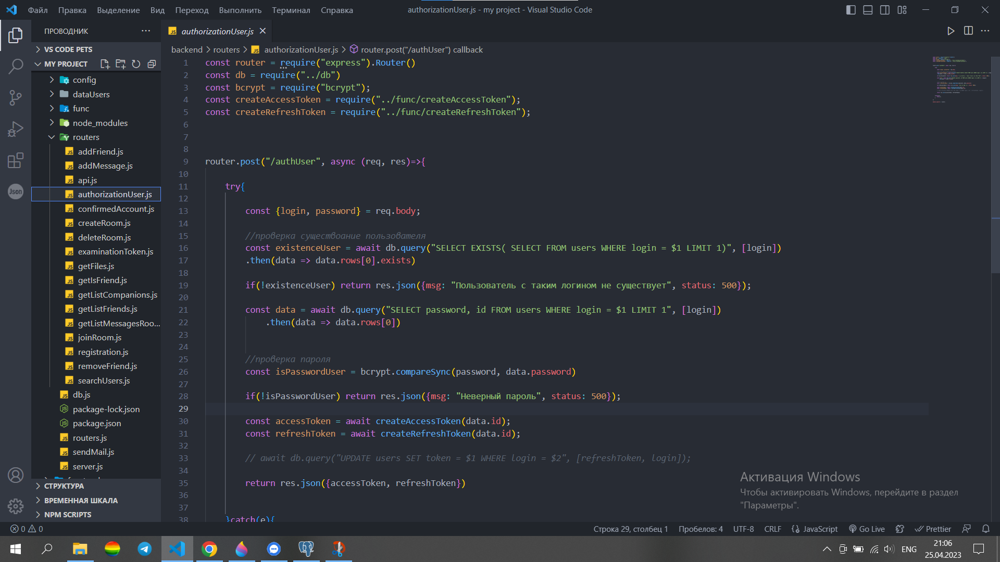 Файл Правка Выделение Вид Переход Выполнить Терминал Справка
authorizationUser.js - my project - Visual Studio Code
ПРОВОДНИК
authorizationUser.js
VS CODE PETS
MY PROJECT
config
dataUsers
func
node_modules
routers
addFriend.js
addMessage.js
api.js
authorizationUser.js
confirmedAccount.js
createRoom.js
deleteRoom.js
examinationToken.js
getFiles.js
getIsFriend.js
getListCompanions.js
getListFriends.js
getListMessagesRoo...
joinRoom.js
registration.js
removeFriend.js
searchUsers.js
db.js
package-lock.json
package.json
routers.js
sendMail.js
server.js
СТРУКТУРА
ВРЕМЕННАЯ ШКАЛА
NPM SCRIPTS
Json
backend > routers > JS authorizationUser.js > router.post("/authUser") callback
1 const router = require("express").Router()
2 const db = require("../db")
3 const bcrypt = require("bcrypt");
4 const createAccessToken = require("../func/createAccessToken");
5 const createRefreshToken = require("../func/createRefreshToken");
6
7
8
9 router.post("/authUser", async (req, res)=>{
10
11 try{
12
13 const {login, password} = req.body;
14
15 //проверка существоание пользователя
16 const existenceUser = await db.query("SELECT EXISTS( SELECT FROM users WHERE login = $1 LIMIT 1)", [login])
17 .then(data => data.rows[0].exists)
18
19 if(!existenceUser) return res.json({msg: "Пользователь с таким логином не существует", status: 500});
20
21 const data = await db.query("SELECT password, id FROM users WHERE login = $1 LIMIT 1", [login])
22 .then(data => data.rows[0])
23
24
25 //проверка пароля
26 const isPasswordUser = bcrypt.compareSync(password, data.password)
27
28 if(!isPasswordUser) return res.json({msg: "Неверный пароль", status: 500});
29
30 const accessToken = await createAccessToken(data.id);
31 const refreshToken = await createRefreshToken(data.id);
32
33 // await db.query("UPDATE users SET token = $1 WHERE login = $2", [refreshToken, login]);
34
35 return res.json({accessToken, refreshToken})
36
37
38 }catch(e){
Активация Windows
Чтобы активировать Windows, перейдите в раздел
"Параметры".
0 0
Строка 29, столбец 1 Пробелов: 4 UTF-8 CRLF JavaScript Go Live Prettier
ENG
21:06
25.04.2023